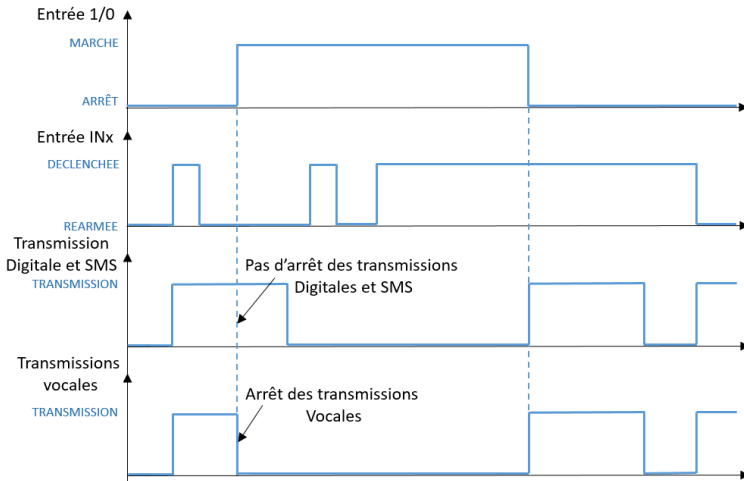 Entrée 1/0
MARCHE
ARRÊT
Entrée INx
DECLENCHEE
REARMEE
Transmission
Digitale et SMS
TRANSMISSION
Pas d'arrêt des transmissions
Digitales et SMS
Transmissions
vocales
TRANSMISSION
Arrêt des transmissions
Vocales